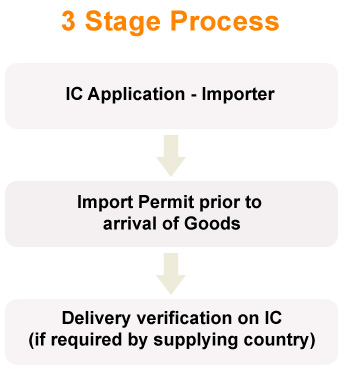 3 Stage Process
IC Application - Importer
Import Permit prior to
arrival of Goods
Delivery verification on IC
(if required by supplying country)